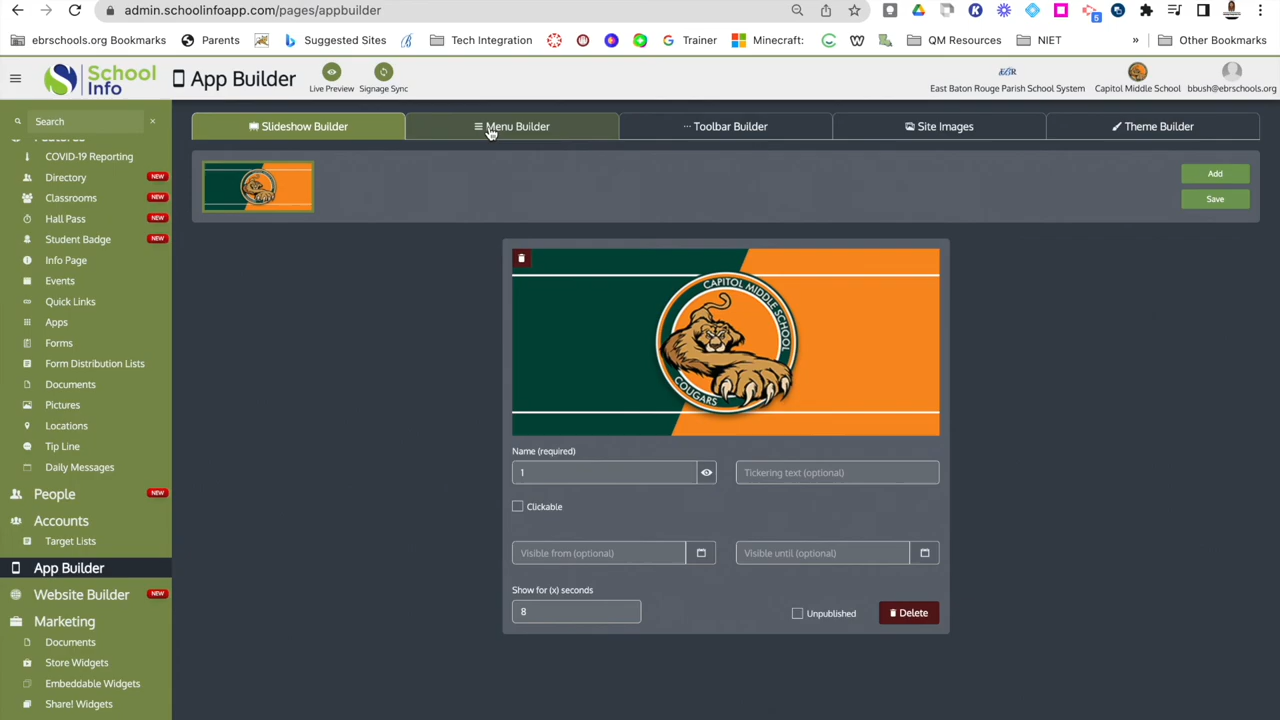 admin.schoolinfoapp.com/pages/appbuilder
5
ebrschools.org Bookmarks Parents Suggested Sites Tech Integration Trainer Minecraft: QM Resources NIET » Other Bookmarks
School Info
App Builder
Live Preview Signage Sync
East Baton Rouge Parish School System Capitol Middle School bbush@ebrschools.org
Search
Slideshow Builder Menu Builder Toolbar Builder Site Images Theme Builder
COVID-19 Reporting
Directory NEW
Classrooms NEW
Hall Pass NEW
Student Badge NEW
Info Page
Events
Quick Links
Apps
Forms
Form Distribution Lists
Documents
Pictures
Locations
Tip Line
Daily Messages
People NEW
Accounts
Target Lists
App Builder
Website Builder NEW
Marketing
Documents
Store Widgets
Embeddable Widgets
Share! Widgets
Add
Save
CAPITOL MIDDLE SCHOOL
COUGARS
Name (required)
1
Tickering text (optional)
Clickable
Visible from (optional)
Visible until (optional)
Show for (x) seconds
8
Unpublished
Delete